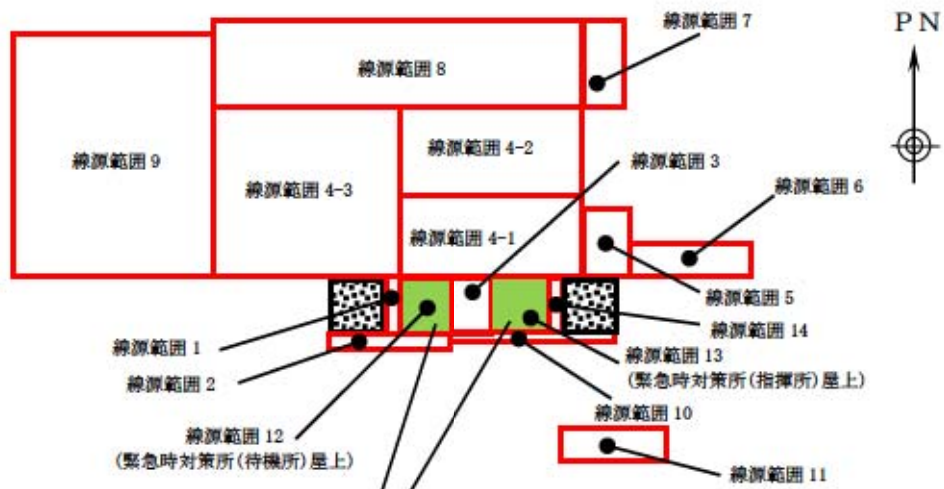 線源範囲 7
PN
線源範囲 8
線源範囲 9
線源範囲 4-2
線源範囲 3
線源範囲 4-3
線源範囲 6
線源範囲 4-1
線源範囲 5
線源範囲 14
線源範囲 1
線源範囲 13
(緊急時対策所(指揮所)屋上)
線源範囲 2
線源範囲 10
線源範囲 12
(緊急時対策所(待機所)屋上)
線源範囲 11